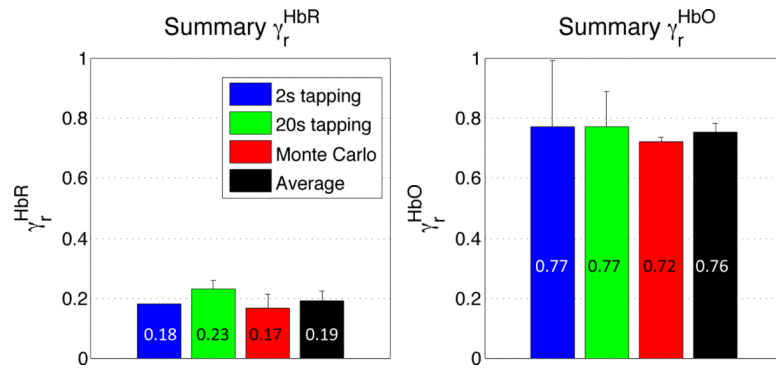 Summary γ_r^HbR
1
0.8
0.6
0.4
0.2
0
γ_r^HbR
2s tapping
20s tapping
Monte Carlo
Average
0.18
0.23
0.17
0.19
Summary γ_r^HbO
1
0.8
0.6
0.4
0.2
0
γ_r^HbO
0.77
0.77
0.72
0.76